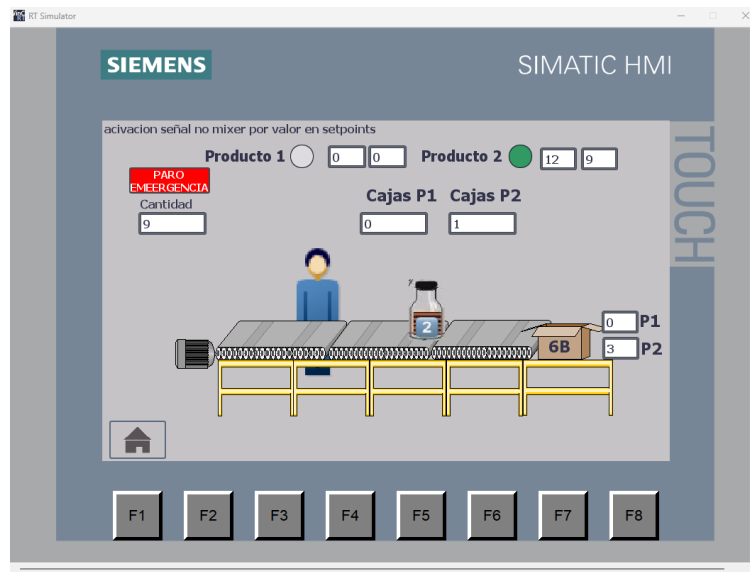 RT Simulator
SIEMENS
SIMATIC HMI
TOUCH
acivacion señal no mixer por valor en setpoints
Producto 1 0 0 Producto 2 12 9
PARO
EMEERGENCIA
Cantidad
9
Cajas P1 Cajas P2
0 1
2
6B
0 P1
3 P2
F1 F2 F3 F4 F5 F6 F7 F8